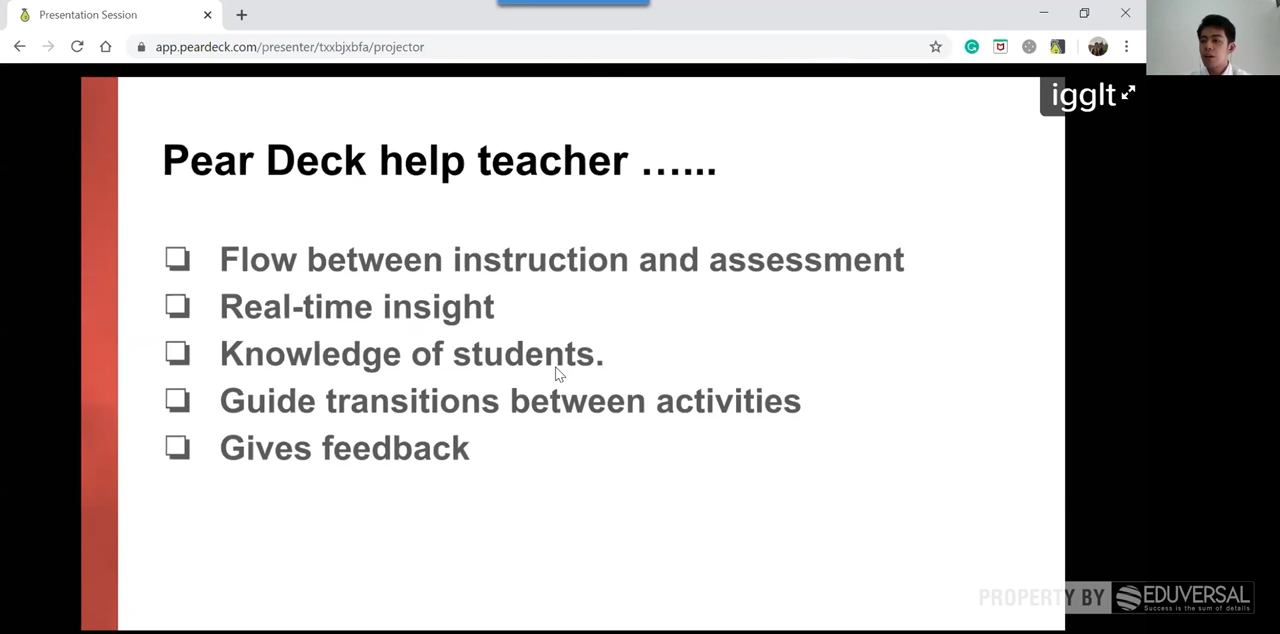 Presentation Session
app.peardeck.com/presenter/txxbjxbfa/projector
igglt
Pear Deck help teacher …...
Flow between instruction and assessment
Real-time insight
Knowledge of students.
Guide transitions between activities
Gives feedback
PROPERTY BY EDUVERSAL
Success is the sum of details